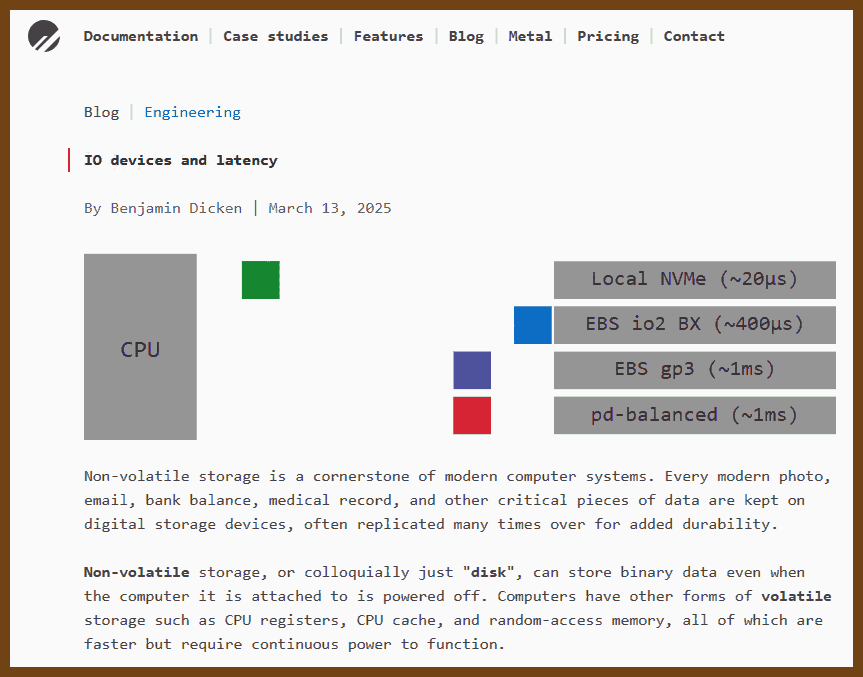 Documentation | Case studies | Features | Blog | Metal | Pricing | Contact
Blog | Engineering
IO devices and latency
By Benjamin Dicken | March 13, 2025
CPU
Local NVMe (~20μs)
EBS io2 BX (~400μs)
EBS gp3 (~1ms)
pd-balanced (~1ms)
Non-volatile storage is a cornerstone of modern computer systems. Every modern photo,
email, bank balance, medical record, and other critical pieces of data are kept on
digital storage devices, often replicated many times over for added durability.
Non-volatile storage, or colloquially just "disk", can store binary data even when
the computer it is attached to is powered off. Computers have other forms of volatile
storage such as CPU registers, CPU cache, and random-access memory, all of which are
faster but require continuous power to function.